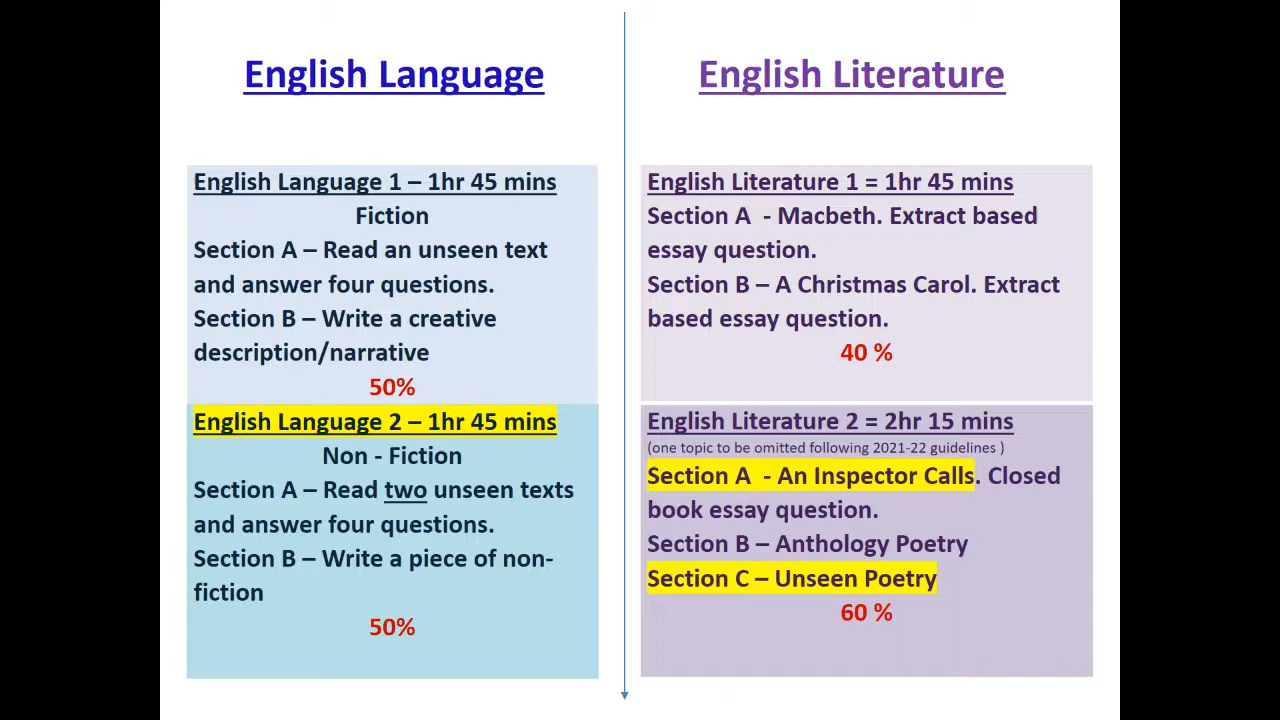 English Language
English Language 1 – 1hr 45 mins
Fiction
Section A – Read an unseen text
and answer four questions.
Section B – Write a creative
description/narrative
50%
English Language 2 – 1hr 45 mins
Non - Fiction
Section A – Read two unseen texts
and answer four questions.
Section B – Write a piece of non-
fiction
50%
English Literature
English Literature 1 = 1hr 45 mins
Section A  - Macbeth. Extract based
essay question.
Section B – A Christmas Carol. Extract
based essay question.
40 %
English Literature 2 = 2hr 15 mins
(one topic to be omitted following 2021-22 guidelines )
Section A  - An Inspector Calls. Closed
book essay question.
Section B – Anthology Poetry
Section C – Unseen Poetry
60 %